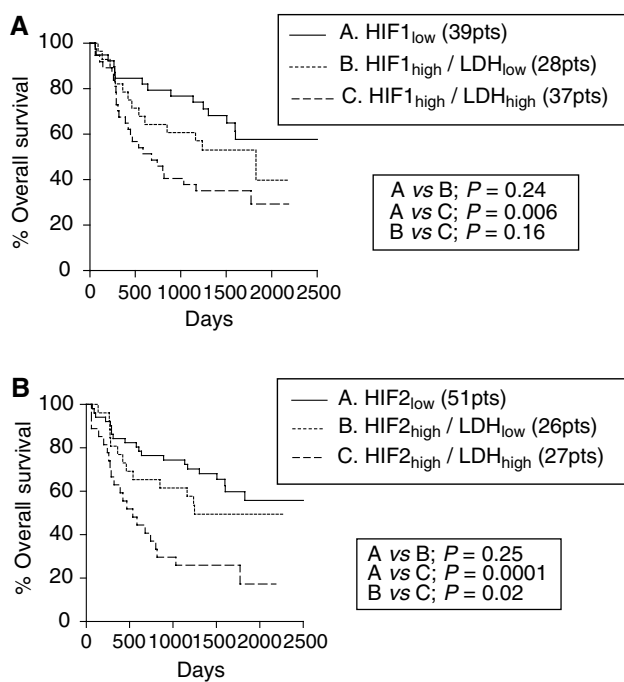 A
A. HIF1low (39pts)
B. HIF1high / LDHlow (28pts)
C. HIF1high / LDHhigh (37pts)
100
80
60
40
20
0
% Overall survival
0 500 1000 1500 2000 2500
Days
A vs B; P = 0.24
A vs C; P = 0.006
B vs C; P = 0.16
B
A. HIF2low (51pts)
B. HIF2high / LDHlow (26pts)
C. HIF2high / LDHhigh (27pts)
100
80
60
40
20
0
% Overall survival
0 500 1000 1500 2000 2500
Days
A vs B; P = 0.25
A vs C; P = 0.0001
B vs C; P = 0.02